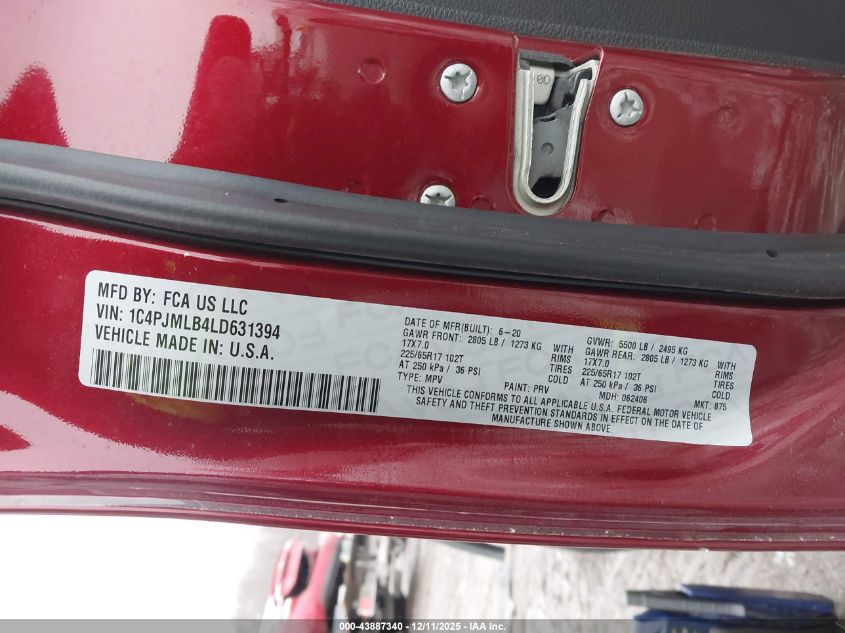 MFD BY: FCA US LLC
VIN: 1C4PJMLB4LD631394
VEHICLE MADE IN: U.S.A.
DATE OF MFR(BUILT): 6-20
GAWR FRONT: 2805 LB / 1273 KG WITH
17X7.0 RIMS
225/65R17 102T TIRES
AT 250 kPa / 36 PSI COLD
TYPE: MPV PAINT: PRV
GVWR: 5500 LB / 2495 KG
GAWR REAR: 2805 LB / 1273 KG WITH
17X7.0 RIMS
225/65R17 102T TIRES
AT 250 kPa / 36 PSI COLD
MDH: 062406 MKT: 875
THIS VEHICLE CONFORMS TO ALL APPLICABLE U.S.A. FEDERAL MOTOR VEHICLE
SAFETY AND THEFT PREVENTION STANDARDS IN EFFECT ON THE DATE OF
MANUFACTURE SHOWN ABOVE.
000-43887340 - 12/11/2025 - IAA Inc.